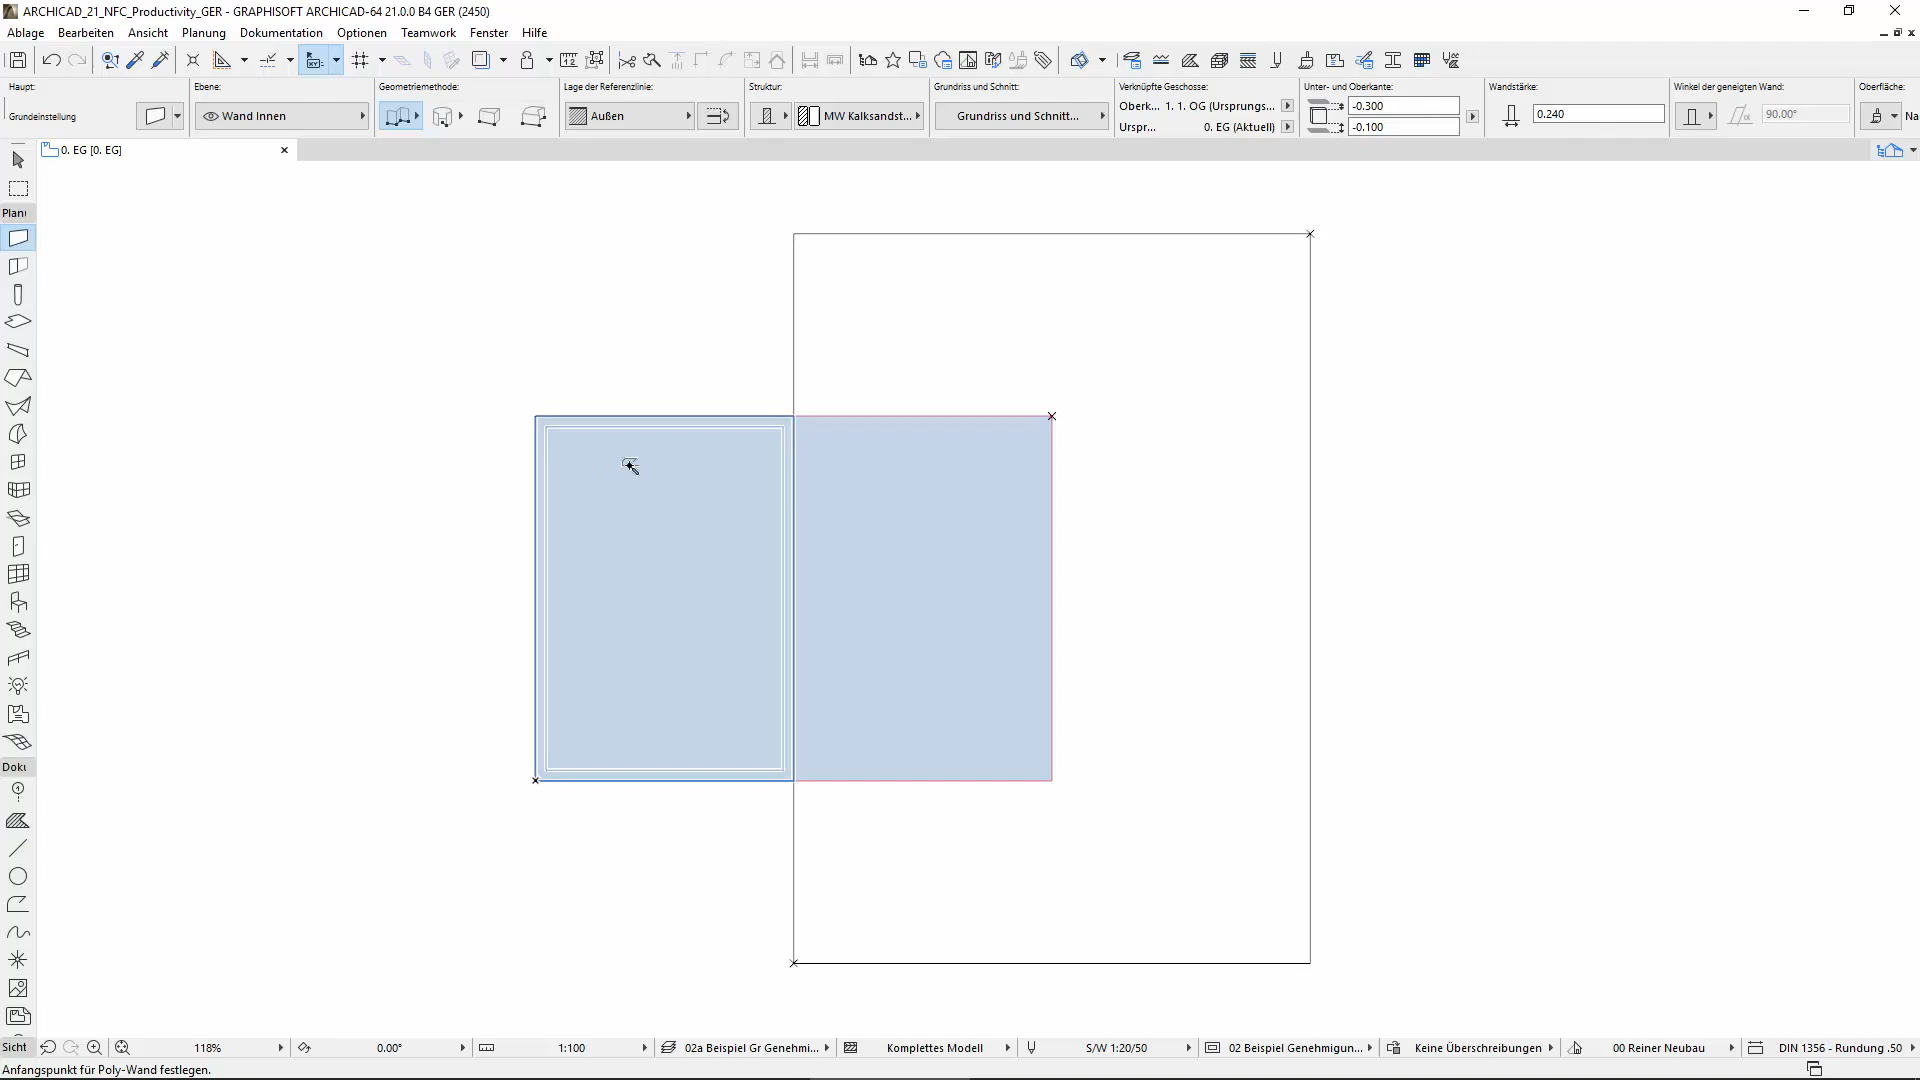 ARCHICAD_21_NFC_Productivity_GER - GRAPHISOFT ARCHICAD-64 21.0.0 B4 GER (2450)
Ablage Bearbeiten Ansicht Planung Dokumentation Optionen Teamwork Fenster Hilfe
Haupt: Ebene: Geometriemethode: Lage der Referenzlinie: Struktur: Grundriss und Schnitt: Verknüpfte Geschosse: Unter- und Oberkante: Wandstärke: Winkel der geneigten Wand: Oberfläche:
Grundeinstellung Wand Innen Außen MW Kalksandst... Grundriss und Schnitt... Oberk... 1. 1. OG (Ursprungs... -0.300 0.240 90.00° Na
Urspr... 0. EG (Aktuell) -0.100
0. EG [0. EG]
Planu
Doku
Sicht 118% 0.00° 1:100 02a Beispiel Gr Genehmi... Komplettes Modell S/W 1:20/50 02 Beispiel Genehmigun... Keine Überschreibungen 00 Reiner Neubau DIN 1356 - Rundung .50
Anfangspunkt für Poly-Wand festlegen.